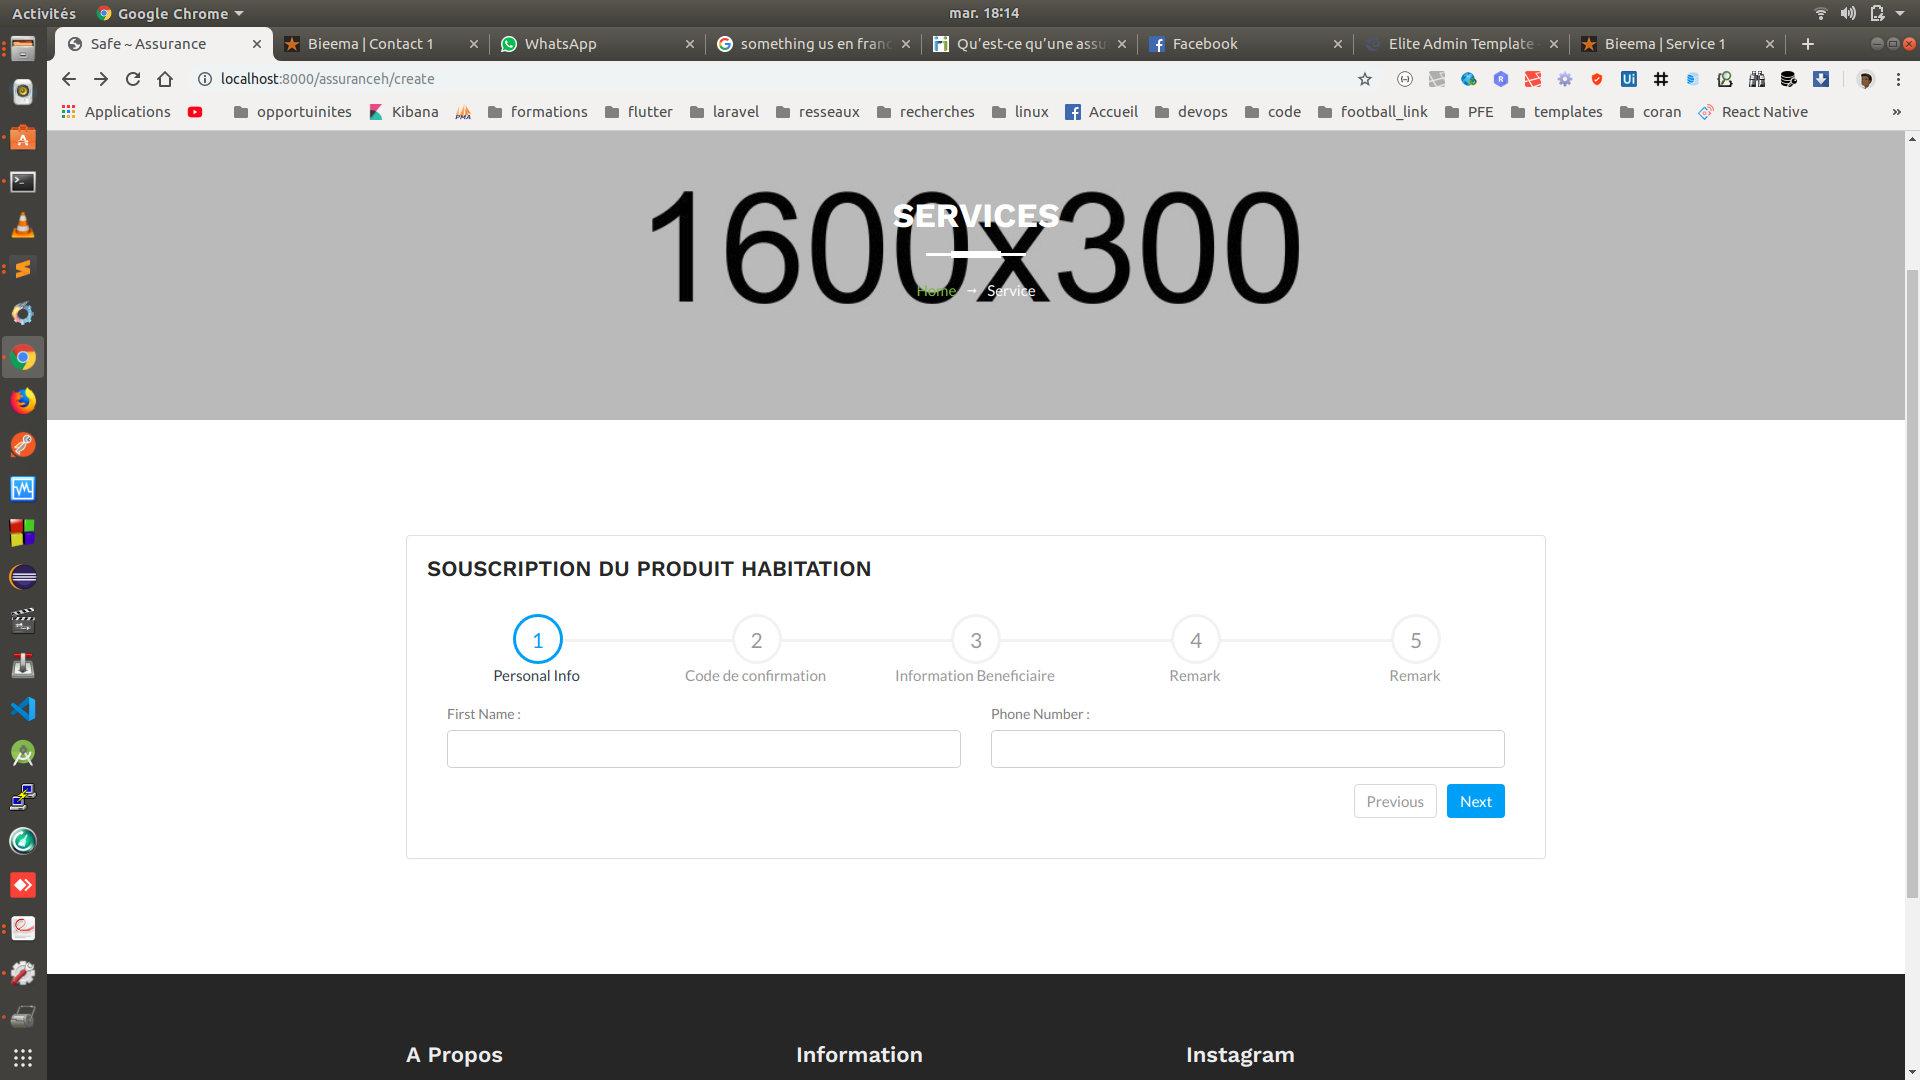 Activités Google Chrome mar. 18:14
Safe ~ Assurance Bieema | Contact 1 WhatsApp something us en franc Qu'est-ce qu'une assu Facebook Elite Admin Template Bieema | Service 1
localhost:8000/assuranceh/create
Applications opportuinites Kibana PMA formations flutter laravel resseaux recherches linux Accueil devops code football_link PFE templates coran React Native »
1600x300
SERVICES
Home → Service
SOUSCRIPTION DU PRODUIT HABITATION
1 2 3 4 5
Personal Info Code de confirmation Information Beneficiaire Remark Remark
First Name : Phone Number :
Previous Next
A Propos Information Instagram